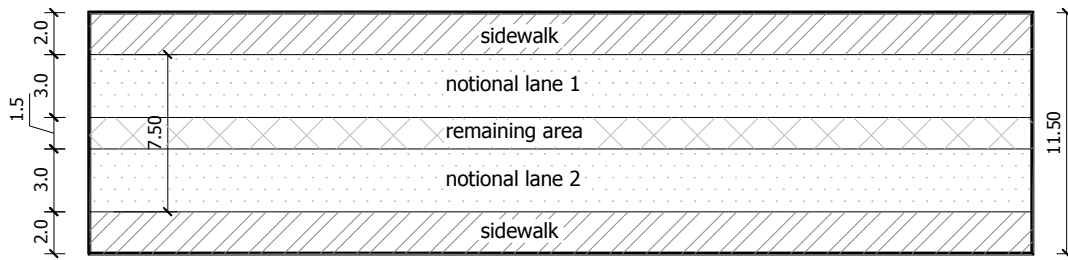 sidewalk
notional lane 1
remaining area
notional lane 2
sidewalk
2.0
3.0
1.5
3.0
2.0
7.50
11.50